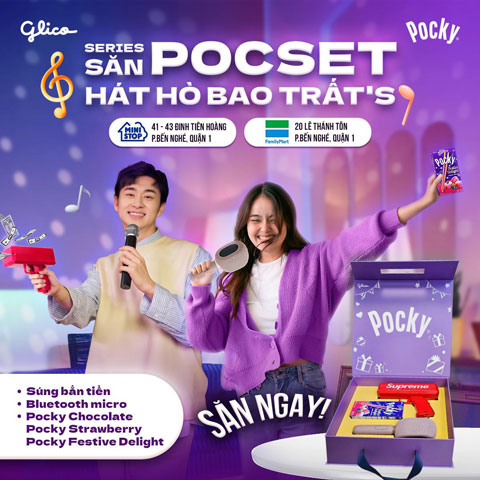 Glico
Pocky
SERIES
SĂN POCSET
HÁT HÒ BAO TRẤT'S
MINI STOP
41 - 43 ĐINH TIÊN HOÀNG
P.BẾN NGHÉ, QUẬN 1
FamilyMart
20 LÊ THÁNH TÔN
P.BẾN NGHÉ, QUẬN 1
Pocky
Pocky
Supreme
SĂN NGAY!
• Súng bắn tiền
• Bluetooth micro
• Pocky Chocolate
Pocky Strawberry
Pocky Festive Delight